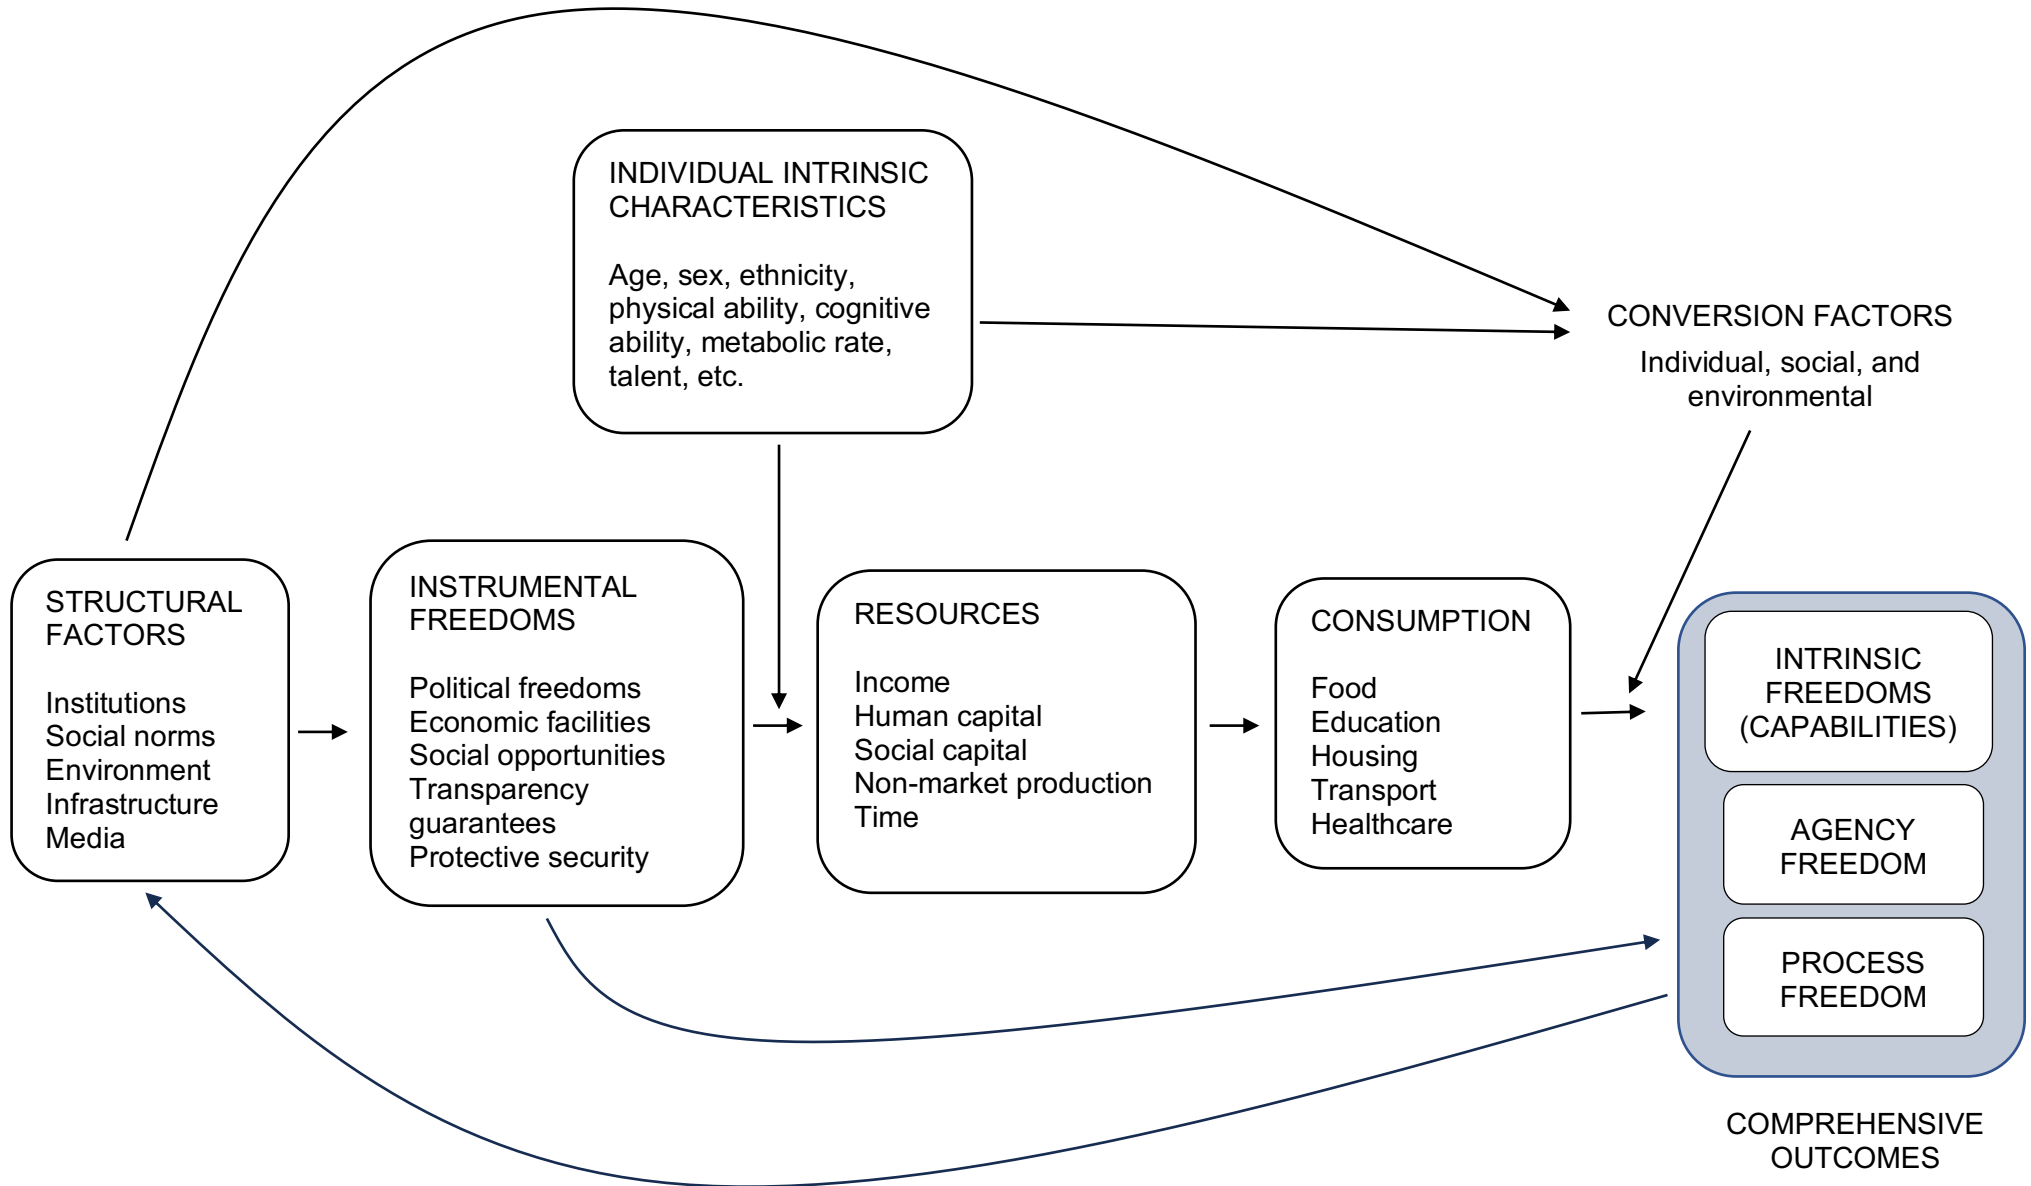 INDIVIDUAL INTRINSIC
CHARACTERISTICS
Age, sex, ethnicity,
physical ability, cognitive
ability, metabolic rate,
talent, etc.
CONVERSION FACTORS
Individual, social, and
environmental
STRUCTURAL
FACTORS
Institutions
Social norms
Environment
Infrastructure
Media
INSTRUMENTAL
FREEDOMS
Political freedoms
Economic facilities
Social opportunities
Transparency
guarantees
Protective security
RESOURCES
Income
Human capital
Social capital
Non-market production
Time
CONSUMPTION
Food
Education
Housing
Transport
Healthcare
INTRINSIC
FREEDOMS
(CAPABILITIES)
AGENCY
FREEDOM
PROCESS
FREEDOM
COMPREHENSIVE
OUTCOMES